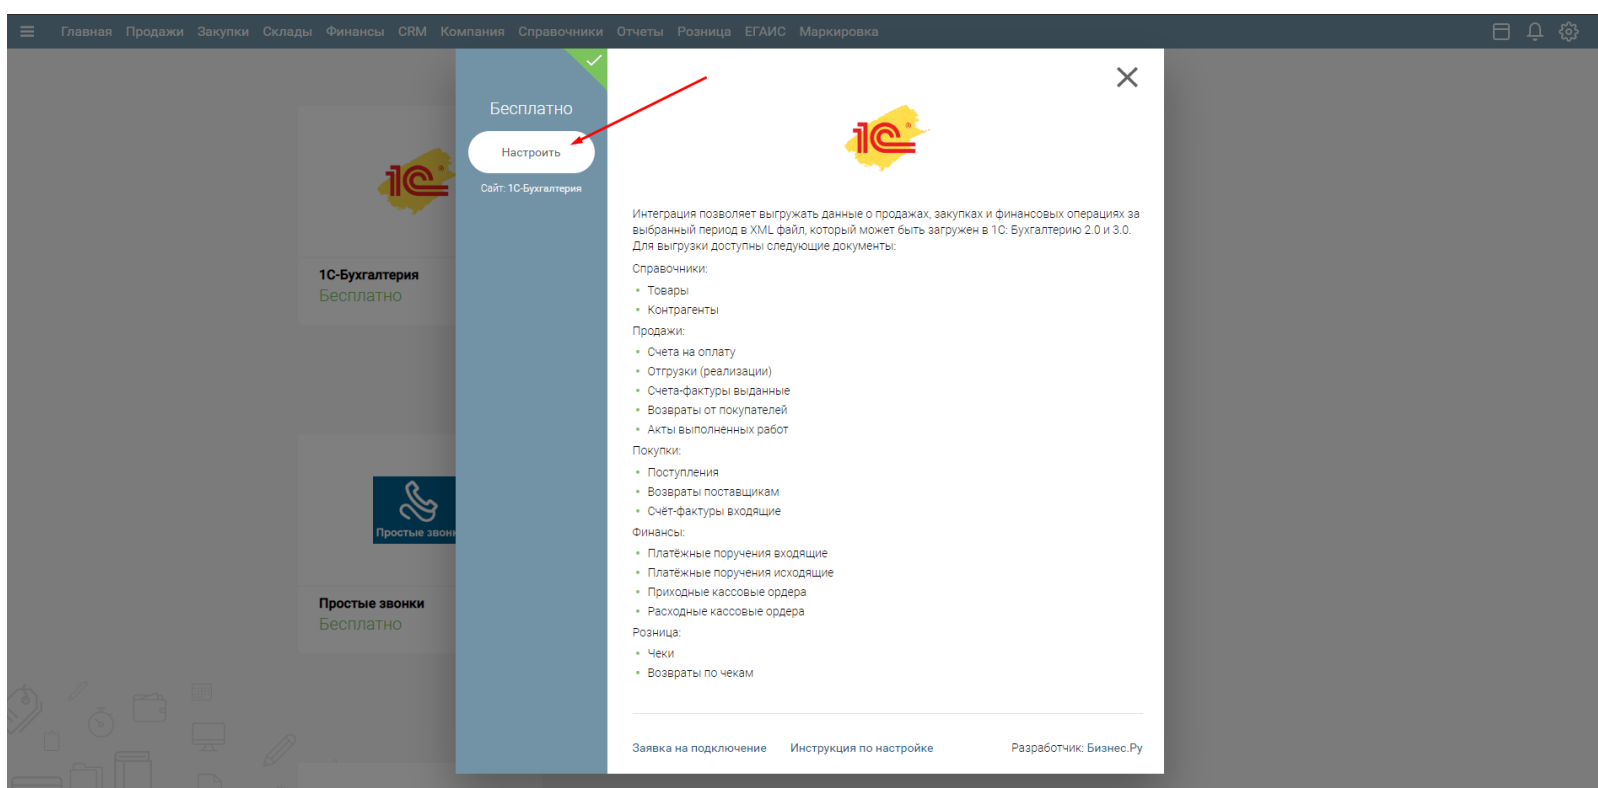 Главная Продажи Закупки Склады Финансы CRM Компания Справочники Отчеты Розница ЕГАИС Маркировка
1С
1С-Бухгалтерия
Бесплатно
Простые звонки
Бесплатно
Бесплатно
Настроить
Сайт: 1С-Бухгалтерия
1С
Интеграция позволяет выгружать данные о продажах, закупках и финансовых операциях за
выбранный период в XML файл, который может быть загружен в 1С: Бухгалтерию 2.0 и 3.0.
Для выгрузки доступны следующие документы:
Справочники:
Товары
Контрагенты
Продажи:
Счета на оплату
Отгрузки (реализации)
Счета-фактуры выданные
Возвраты от покупателей
Акты выполненных работ
Покупки:
Поступления
Возвраты поставщикам
Счёт-фактуры входящие
Финансы:
Платёжные поручения входящие
Платёжные поручения исходящие
Приходные кассовые ордера
Расходные кассовые ордера
Розница:
Чеки
Возвраты по чекам
Заявка на подключение Инструкция по настройке Разработчик: Бизнес.Ру